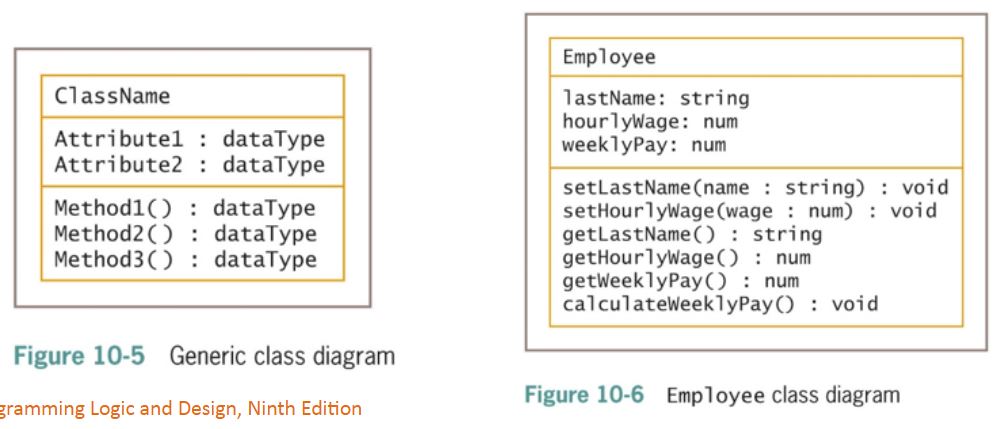 ClassName
Attribute1 : dataType
Attribute2 : dataType
Method1() : dataType
Method2() : dataType
Method3() : dataType
Figure 10-5 Generic class diagram
gramming Logic and Design, Ninth Edition
Employee
lastName: string
hourlyWage: num
weeklyPay: num
setLastName(name : string) : void
setHourlyWage(wage : num) : void
getLastName() : string
getHourlyWage() : num
getWeeklyPay() : num
calculateWeeklyPay() : void
Figure 10-6 Employee class diagram